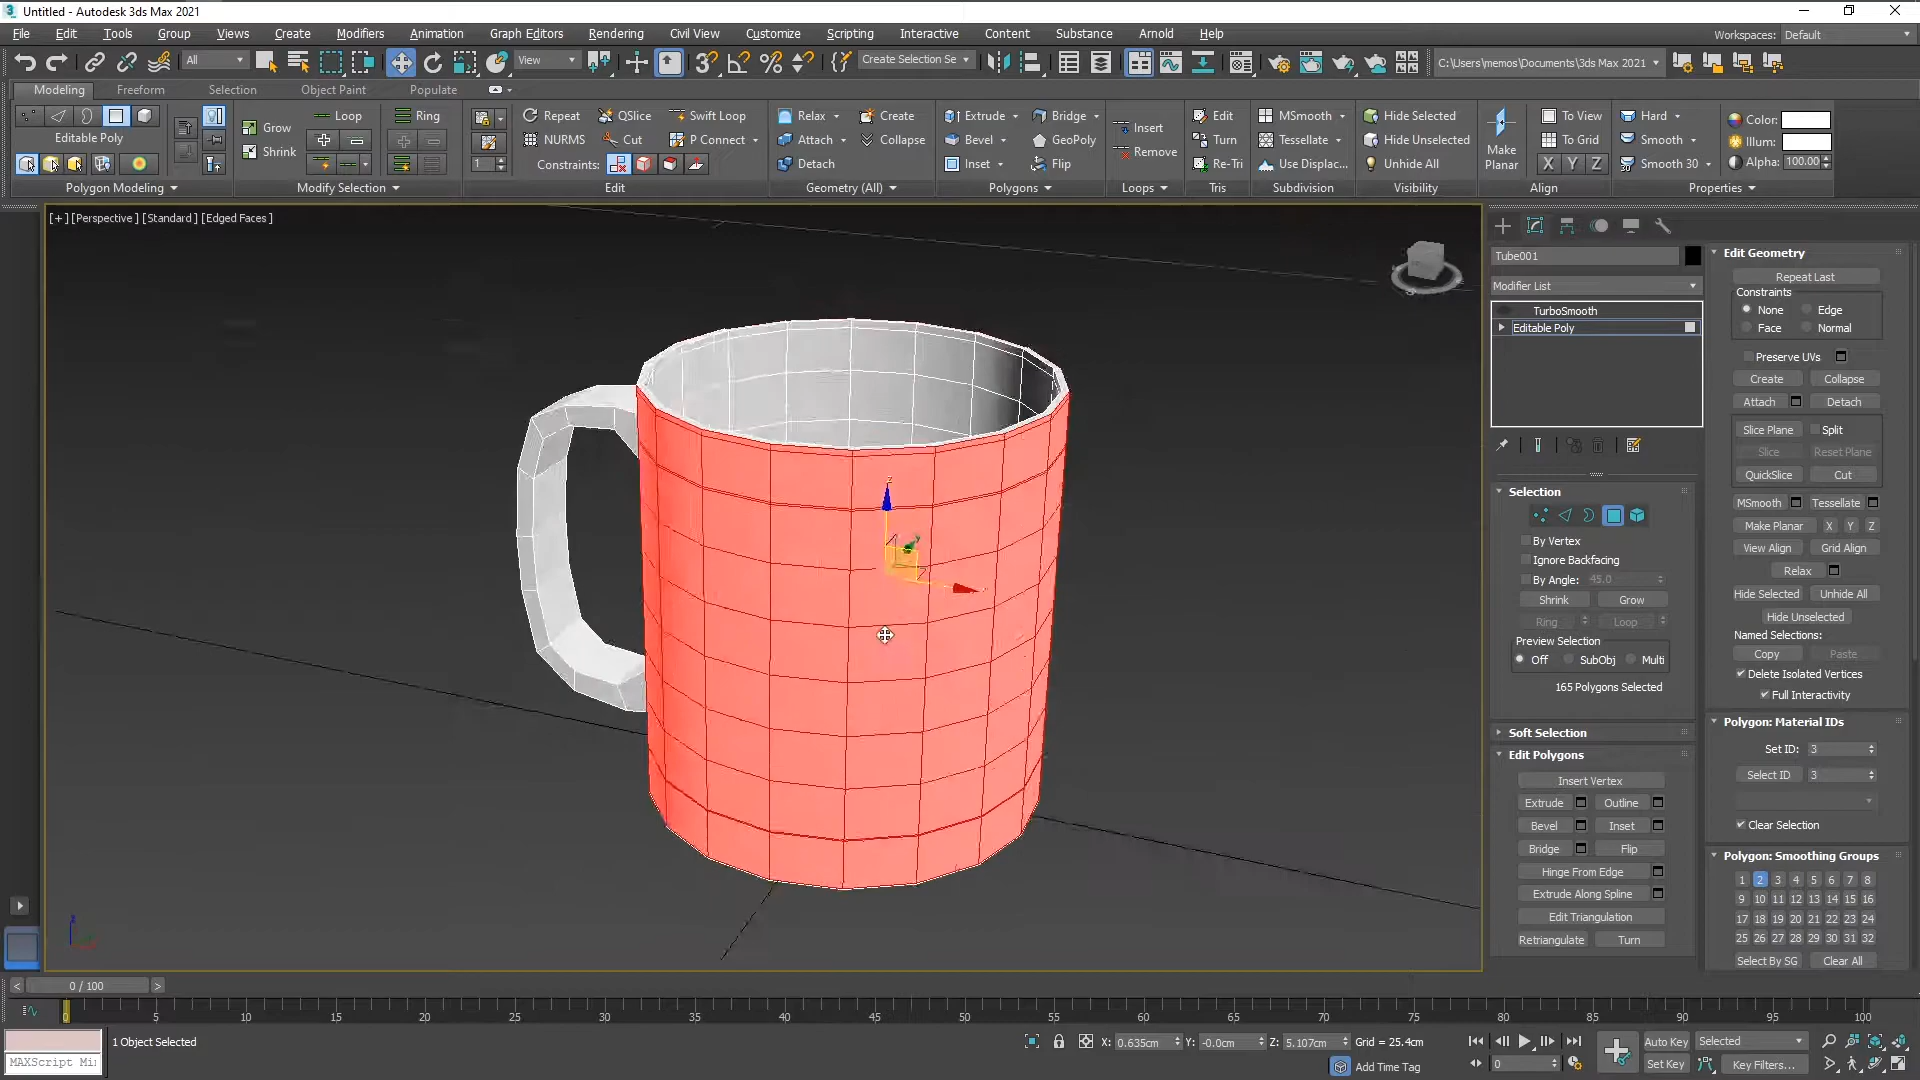 Untitled - Autodesk 3ds Max 2021
File Edit Tools Group Views Create Modifiers Animation Graph Editors Rendering Civil View Customize Scripting Interactive Content Substance Arnold Help
Workspaces: Default
All View Create Selection Se C:\Users\memos\Documents\3ds Max 2021
Modeling Freeform Selection Object Paint Populate
Grow Loop Ring Repeat QSlice Swift Loop Relax Create Extrude Bridge Insert Edit MSmooth Hide Selected To View Hard Color:
Editable Poly NURMS Cut P Connect Attach Collapse Bevel GeoPoly Turn Tessellate Hide Unselected Make Planar To Grid Smooth Illum:
Shrink 1 Constraints: Detach Inset Flip Remove Re-Tri Use Displac... Unhide All X Y Z Smooth 30 Alpha: 100.00
Polygon Modeling Modify Selection Edit Geometry (All) Polygons Loops Tris Subdivision Visibility Align Properties
[+] [Perspective] [Standard] [Edged Faces]
Tube001
Modifier List
TurboSmooth
Editable Poly
Selection
By Vertex
Ignore Backfacing
By Angle: 45.0
Shrink Grow
Ring Loop
Preview Selection
Off SubObj Multi
165 Polygons Selected
Soft Selection
Edit Polygons
Insert Vertex
Extrude Outline
Bevel Inset
Bridge Flip
Hinge From Edge
Extrude Along Spline
Edit Triangulation
Retriangulate Turn
Edit Geometry
Repeat Last
Constraints
None Edge
Face Normal
Preserve UVs
Create Collapse
Attach Detach
Slice Plane Split
Slice Reset Plane
QuickSlice Cut
MSmooth Tessellate
Make Planar X Y Z
View Align Grid Align
Relax
Hide Selected Unhide All
Hide Unselected
Named Selections:
Copy Paste
Delete Isolated Vertices
Full Interactivity
Polygon: Material IDs
Set ID: 3
Select ID 3
Clear Selection
Polygon: Smoothing Groups
1 2 3 4 5 6 7 8
9 10 11 12 13 14 15 16
17 18 19 20 21 22 23 24
25 26 27 28 29 30 31 32
Select By SG Clear All
z
< 0 / 100 >
0 5 10 15 20 25 30 35 40 45 50 55 60 65 70 75 80 85 90 95 100
1 Object Selected X: 0.635cm Y: -0.0cm Z: 5.107cm Grid = 25.4cm Auto Key Selected
MAXScript Mi Add Time Tag 0 Set Key Key Filters...